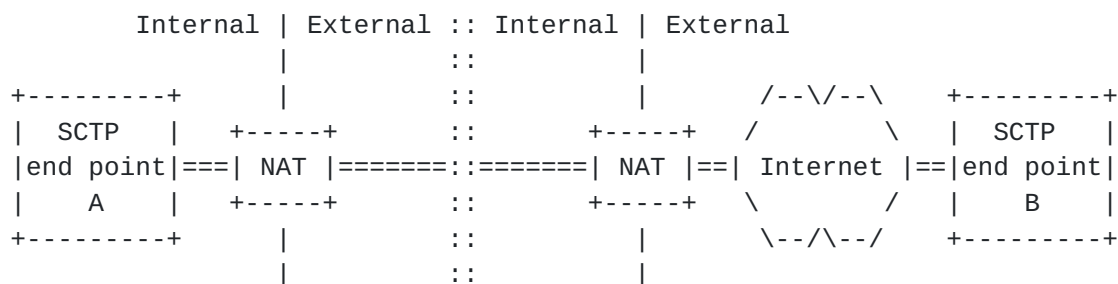 Internal | External :: Internal | External
                  |          ::          |
 +---------+      |          ::          |       /--\/--\    +---------+
 |  SCTP   |   +-----+       ::       +-----+   /        \   |  SCTP   |
 |end point|===| NAT |=======::=======| NAT |==| Internet |==|end point|
 |    A    |   +-----+       ::       +-----+   \        /   |    B    |
 +---------+      |          ::          |       \--/\--/    +---------+
                  |          ::          |